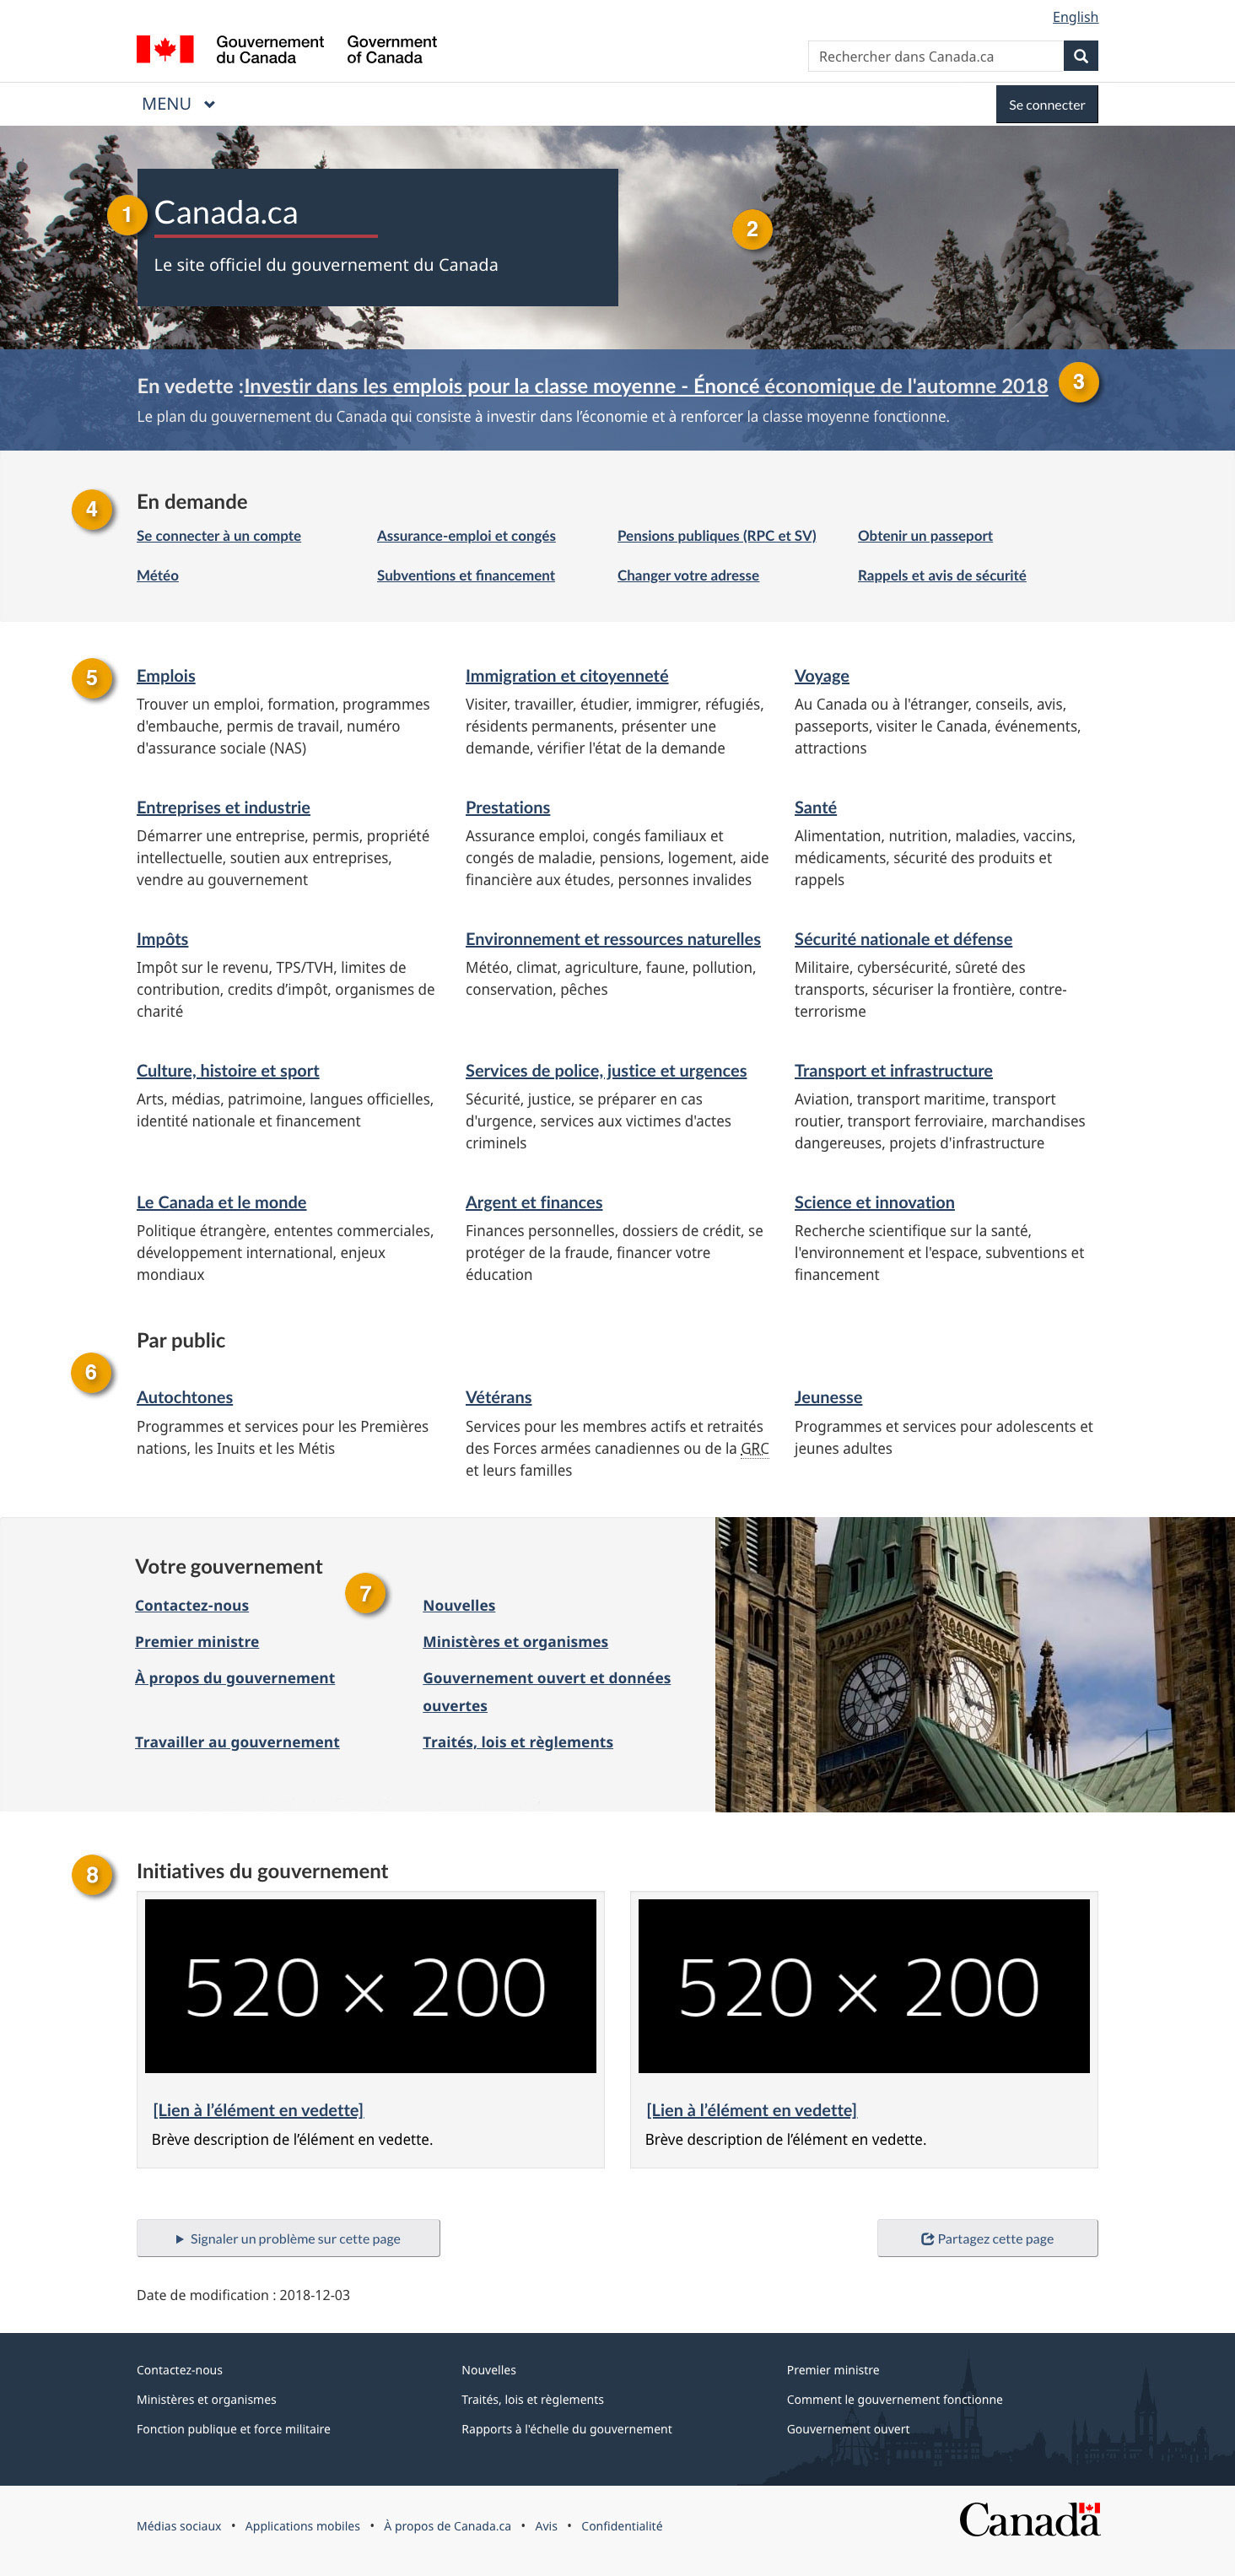 English
Gouvernement
du Canada
Government
of Canada
Rechercher dans Canada.ca
MENU
Se connecter
1
Canada.ca
2
Le site officiel du gouvernement du Canada
En vedette :Investir dans les emplois pour la classe moyenne - Énoncé économique de l'automne 2018
3
Le plan du gouvernement du Canada qui consiste à investir dans l’économie et à renforcer la classe moyenne fonctionne.
4
En demande
Se connecter à un compte
Assurance-emploi et congés
Pensions publiques (RPC et SV)
Obtenir un passeport
Météo
Subventions et financement
Changer votre adresse
Rappels et avis de sécurité
5
Emplois
Trouver un emploi, formation, programmes
d'embauche, permis de travail, numéro
d'assurance sociale (NAS)
Immigration et citoyenneté
Visiter, travailler, étudier, immigrer, réfugiés,
résidents permanents, présenter une
demande, vérifier l'état de la demande
Voyage
Au Canada ou à l'étranger, conseils, avis,
passeports, visiter le Canada, événements,
attractions
Entreprises et industrie
Démarrer une entreprise, permis, propriété
intellectuelle, soutien aux entreprises,
vendre au gouvernement
Prestations
Assurance emploi, congés familiaux et
congés de maladie, pensions, logement, aide
financière aux études, personnes invalides
Santé
Alimentation, nutrition, maladies, vaccins,
médicaments, sécurité des produits et
rappels
Impôts
Impôt sur le revenu, TPS/TVH, limites de
contribution, credits d’impôt, organismes de
charité
Environnement et ressources naturelles
Météo, climat, agriculture, faune, pollution,
conservation, pêches
Sécurité nationale et défense
Militaire, cybersécurité, sûreté des
transports, sécuriser la frontière, contre-
terrorisme
Culture, histoire et sport
Arts, médias, patrimoine, langues officielles,
identité nationale et financement
Services de police, justice et urgences
Sécurité, justice, se préparer en cas
d'urgence, services aux victimes d'actes
criminels
Transport et infrastructure
Aviation, transport maritime, transport
routier, transport ferroviaire, marchandises
dangereuses, projets d'infrastructure
Le Canada et le monde
Politique étrangère, ententes commerciales,
développement international, enjeux
mondiaux
Argent et finances
Finances personnelles, dossiers de crédit, se
protéger de la fraude, financer votre
éducation
Science et innovation
Recherche scientifique sur la santé,
l'environnement et l'espace, subventions et
financement
Par public
6
Autochtones
Programmes et services pour les Premières
nations, les Inuits et les Métis
Vétérans
Services pour les membres actifs et retraités
des Forces armées canadiennes ou de la GRC
et leurs familles
Jeunesse
Programmes et services pour adolescents et
jeunes adultes
Votre gouvernement
7
Contactez-nous
Nouvelles
Premier ministre
Ministères et organismes
À propos du gouvernement
Gouvernement ouvert et données
ouvertes
Travailler au gouvernement
Traités, lois et règlements
8
Initiatives du gouvernement
520 × 200
520 × 200
[Lien à l’élément en vedette]
Brève description de l’élément en vedette.
[Lien à l’élément en vedette]
Brève description de l’élément en vedette.
Signaler un problème sur cette page
Partagez cette page
Date de modification : 2018-12-03
Contactez-nous
Nouvelles
Premier ministre
Ministères et organismes
Traités, lois et règlements
Comment le gouvernement fonctionne
Fonction publique et force militaire
Rapports à l'échelle du gouvernement
Gouvernement ouvert
Médias sociaux • Applications mobiles • À propos de Canada.ca • Avis • Confidentialité
Canada